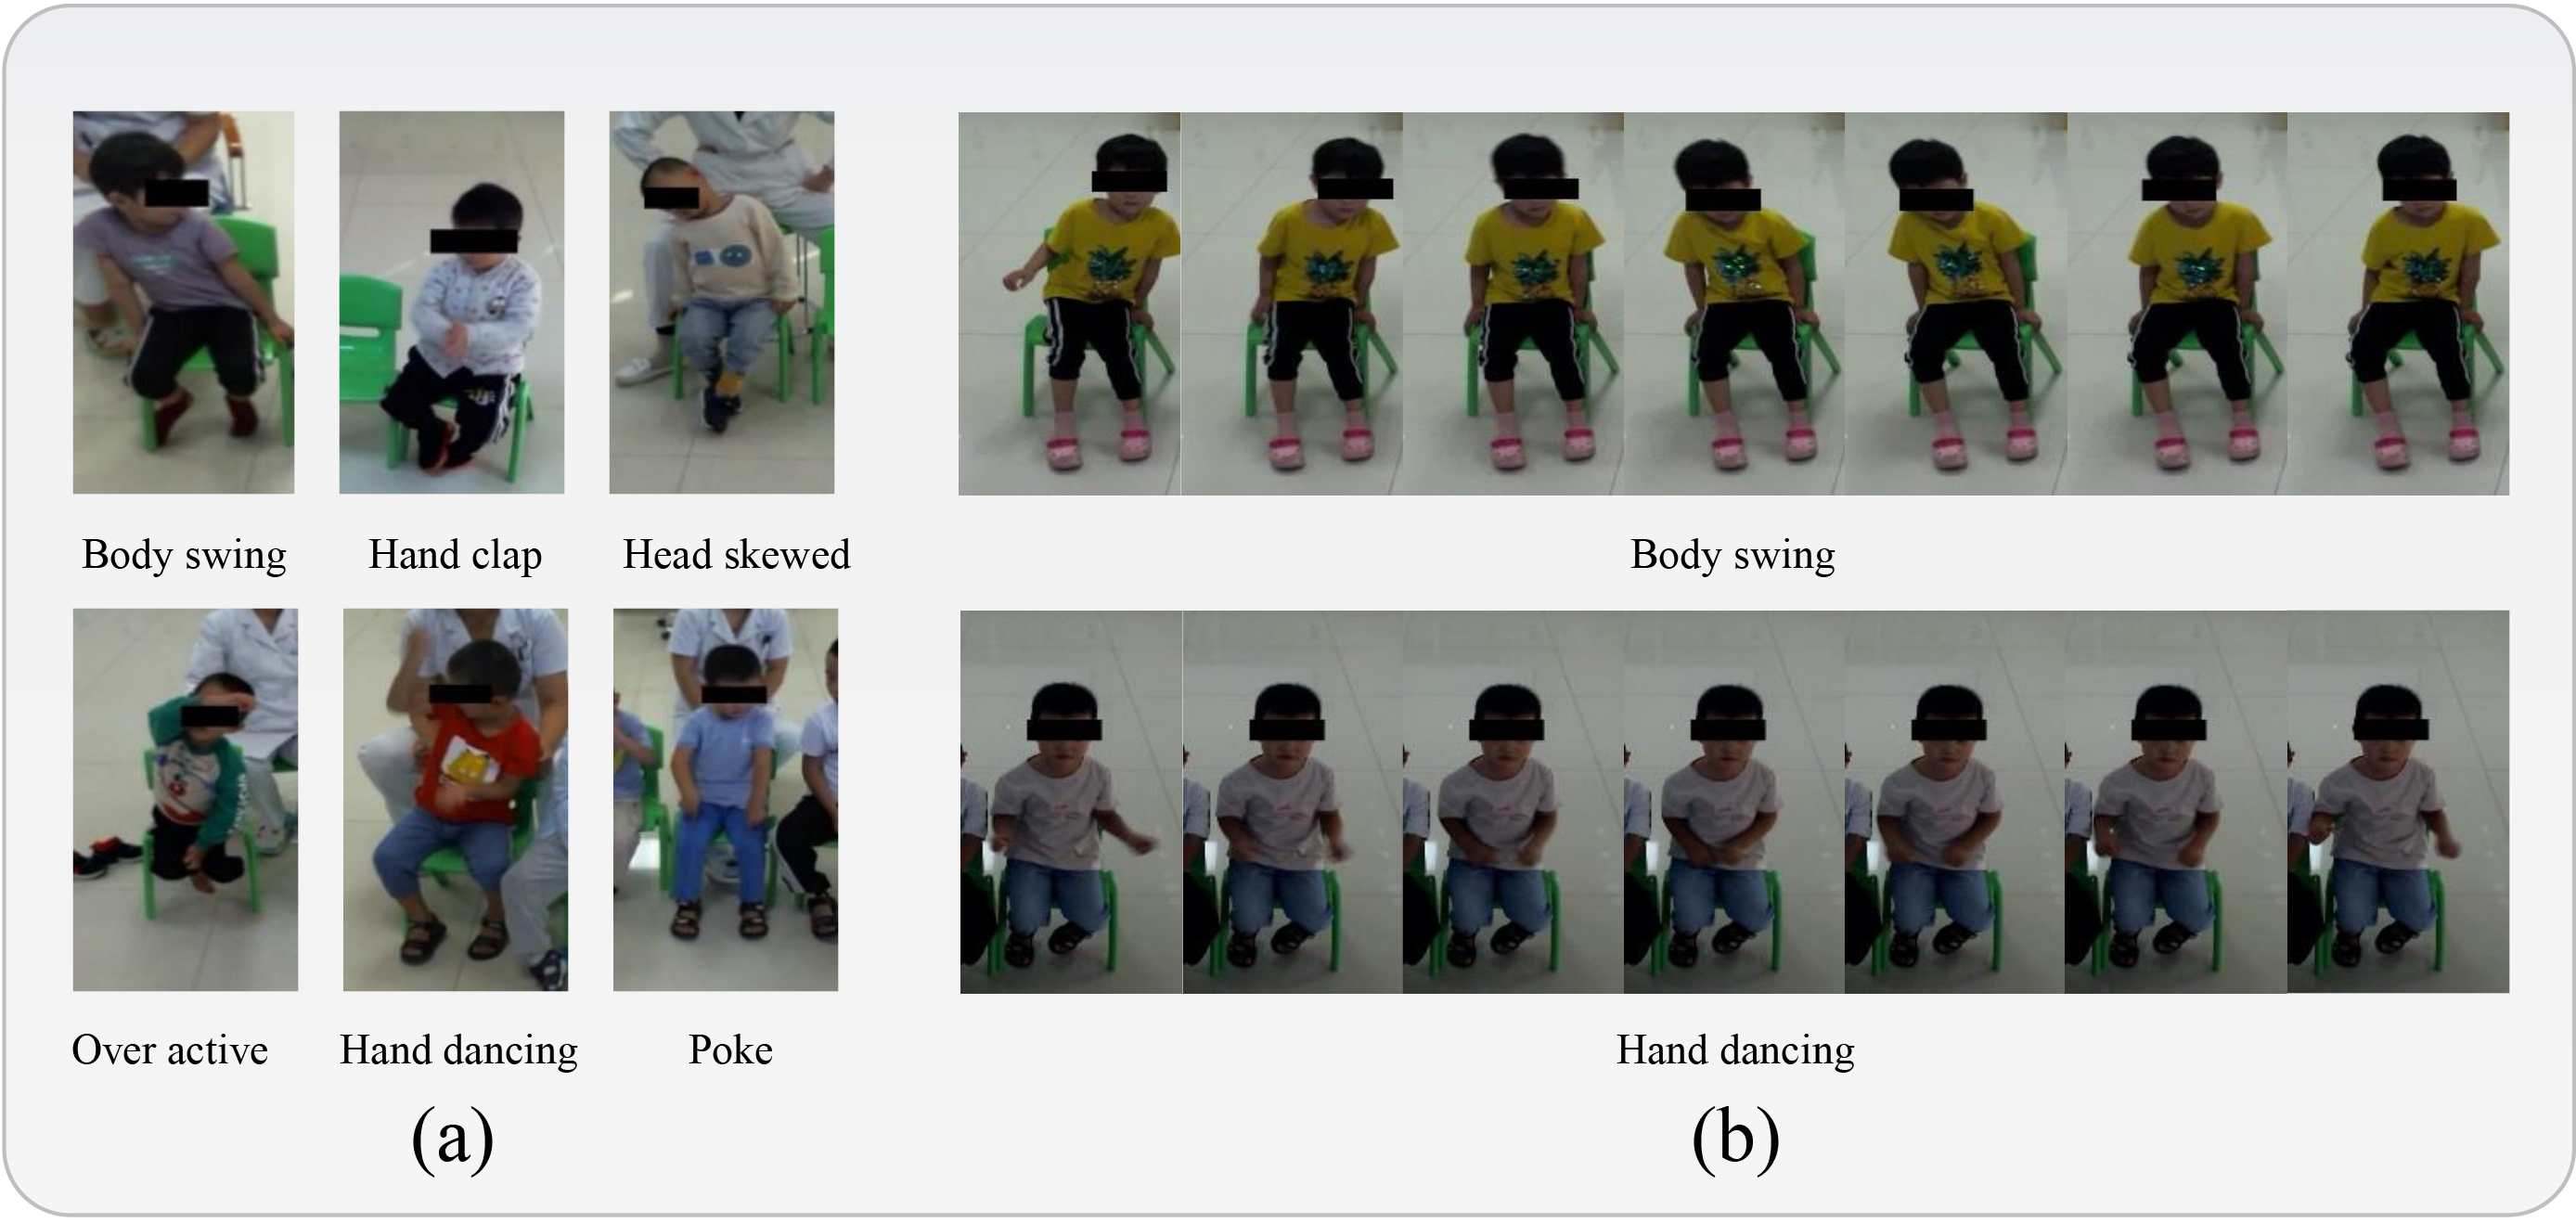 Body swing
Hand clap
Head skewed
Body swing
Over active
Hand dancing
Poke
Hand dancing
(a)
(b)